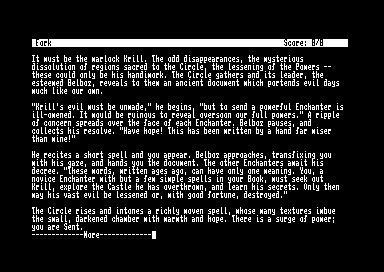 Fork Score: 0/0
It must be the warlock Krill. The odd disappearances, the mysterious
dissolution of regions sacred to the Circle, the lessening of the Powers --
these could only be his handiwork. The Circle gathers and its leader, the
esteemed Belboz, reveals to them an ancient document which portends evil days
much like our own.
"Krill's evil must be unmade," he begins, "but to send a powerful Enchanter is
ill-omened. It would be ruinous to reveal oversoon our full powers." A ripple
of concern spreads over the face of each Enchanter. Belboz pauses, and
collects his resolve. "Have hope! This has been written by a hand far wiser
than mine!"
He recites a short spell and you appear. Belboz approaches, transfixing you
with his gaze, and hands you the document. The other Enchanters await his
decree. "These words, written ages ago, can have only one meaning. You, a
novice Enchanter with but a few simple spells in your Book, must seek out
Krill, explore the Castle he has overthrown, and learn his secrets. Only then
may his vast evil be lessened or, with good fortune, destroyed."
The Circle rises and intones a richly woven spell, whose many textures imbue
the small, darkened chamber with warmth and hope. There is a surge of power;
you are Sent.
-------------More-------------